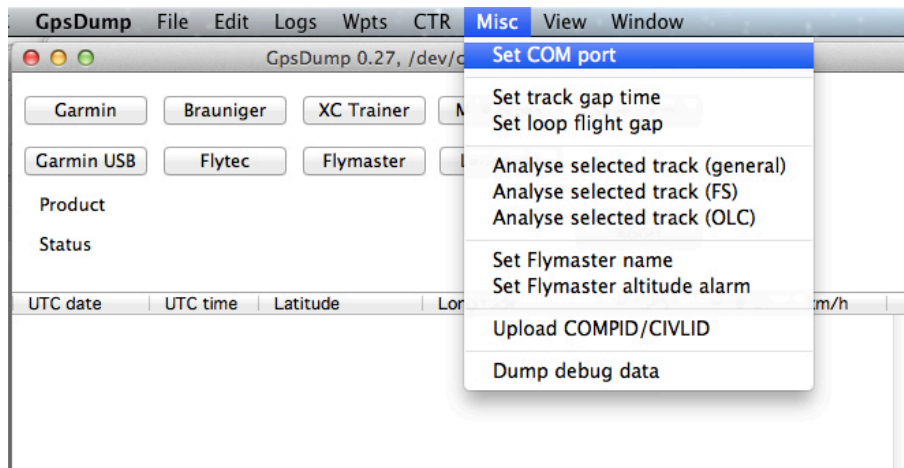 GpsDump File Edit Logs Wpts CTR Misc View Window
GpsDump 0.27, /dev/
Set COM port
Garmin Brauniger XC Trainer
Set track gap time
Set loop flight gap
Garmin USB Flytec Flymaster
Analyse selected track (general)
Analyse selected track (FS)
Analyse selected track (OLC)
Product
Status
Set Flymaster name
Set Flymaster altitude alarm
UTC date UTC time Latitude km/h
Upload COMPID/CIVLID
Dump debug data